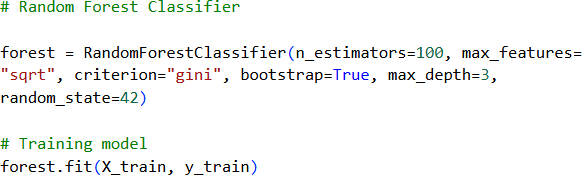 # Random Forest Classifier
forest = RandomForestClassifier(n_estimators=100, max_features=
"sqrt", criterion="gini", bootstrap=True, max_depth=3,
random_state=42)
# Training model
forest.fit(X_train, y_train)